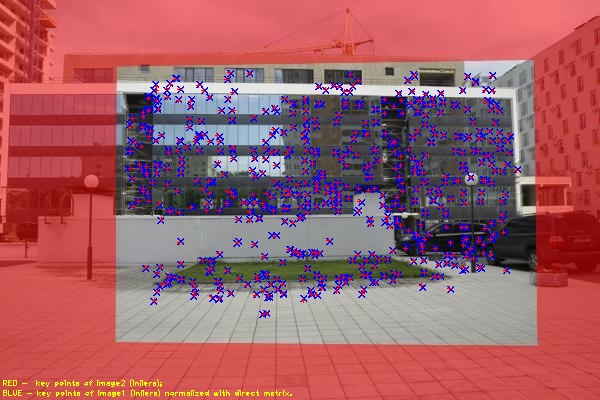 RED - key points of image2 (inliers);
BLUE - key points of image1 (inliers) normalized with direct matrix.